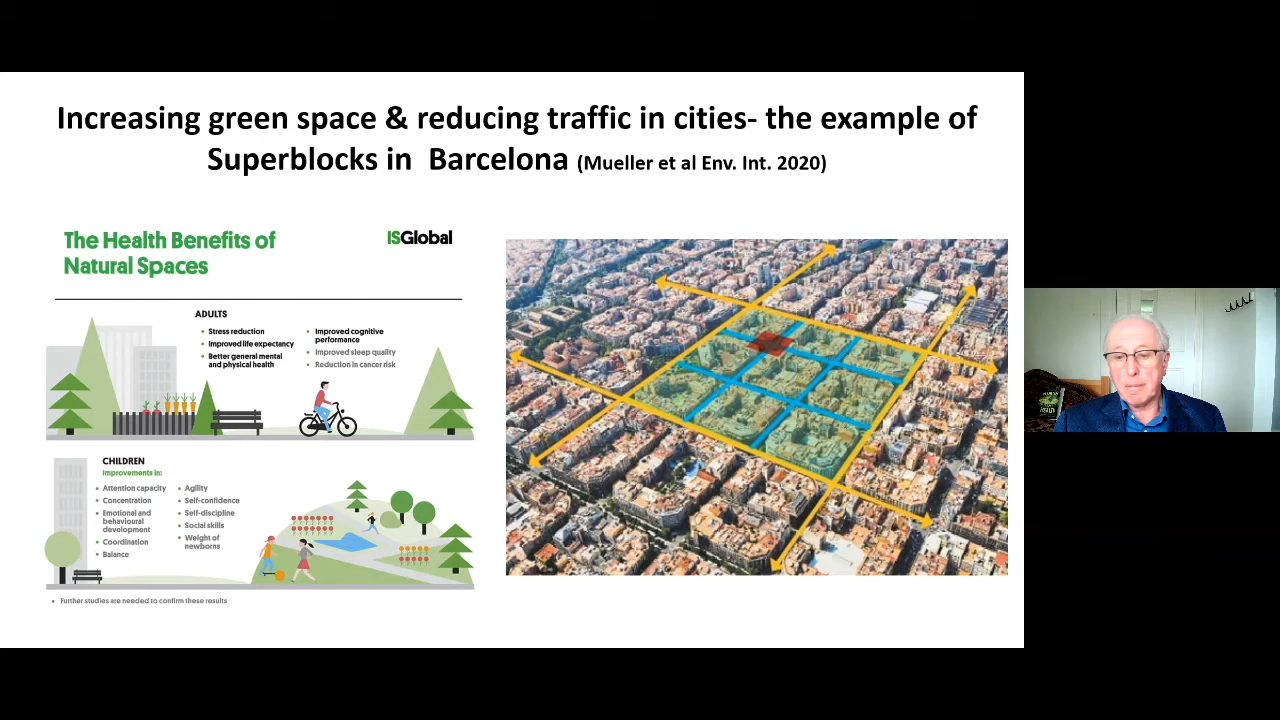 Increasing green space & reducing traffic in cities- the example of
Superblocks in Barcelona (Mueller et al Env. Int. 2020)
The Health Benefits of
Natural Spaces
ISGlobal
ADULTS
• Stress reduction
• Improved life expectancy
• Better general mental
and physical health
• Improved cognitive
performance
• Improved sleep quality
• Reduction in cancer risk
CHILDREN
Improvements in:
• Attention capacity
• Concentration
• Emotional and
behavioural
development
• Coordination
• Balance
• Agility
• Self-confidence
• Self-discipline
• Social skills
• Weight of
newborns
• Further studies are needed to confirm these results